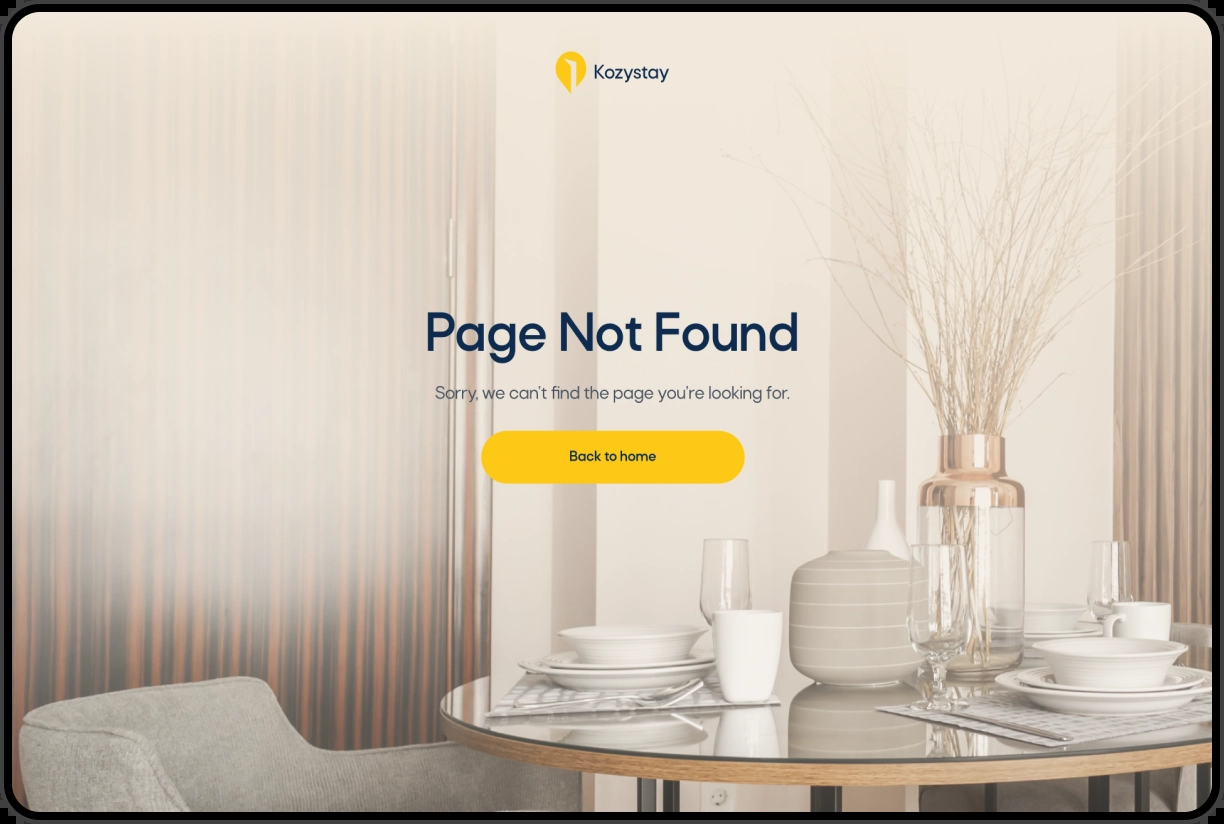 Kozystay
Page Not Found
Sorry, we can't find the page you're looking for.
Back to home